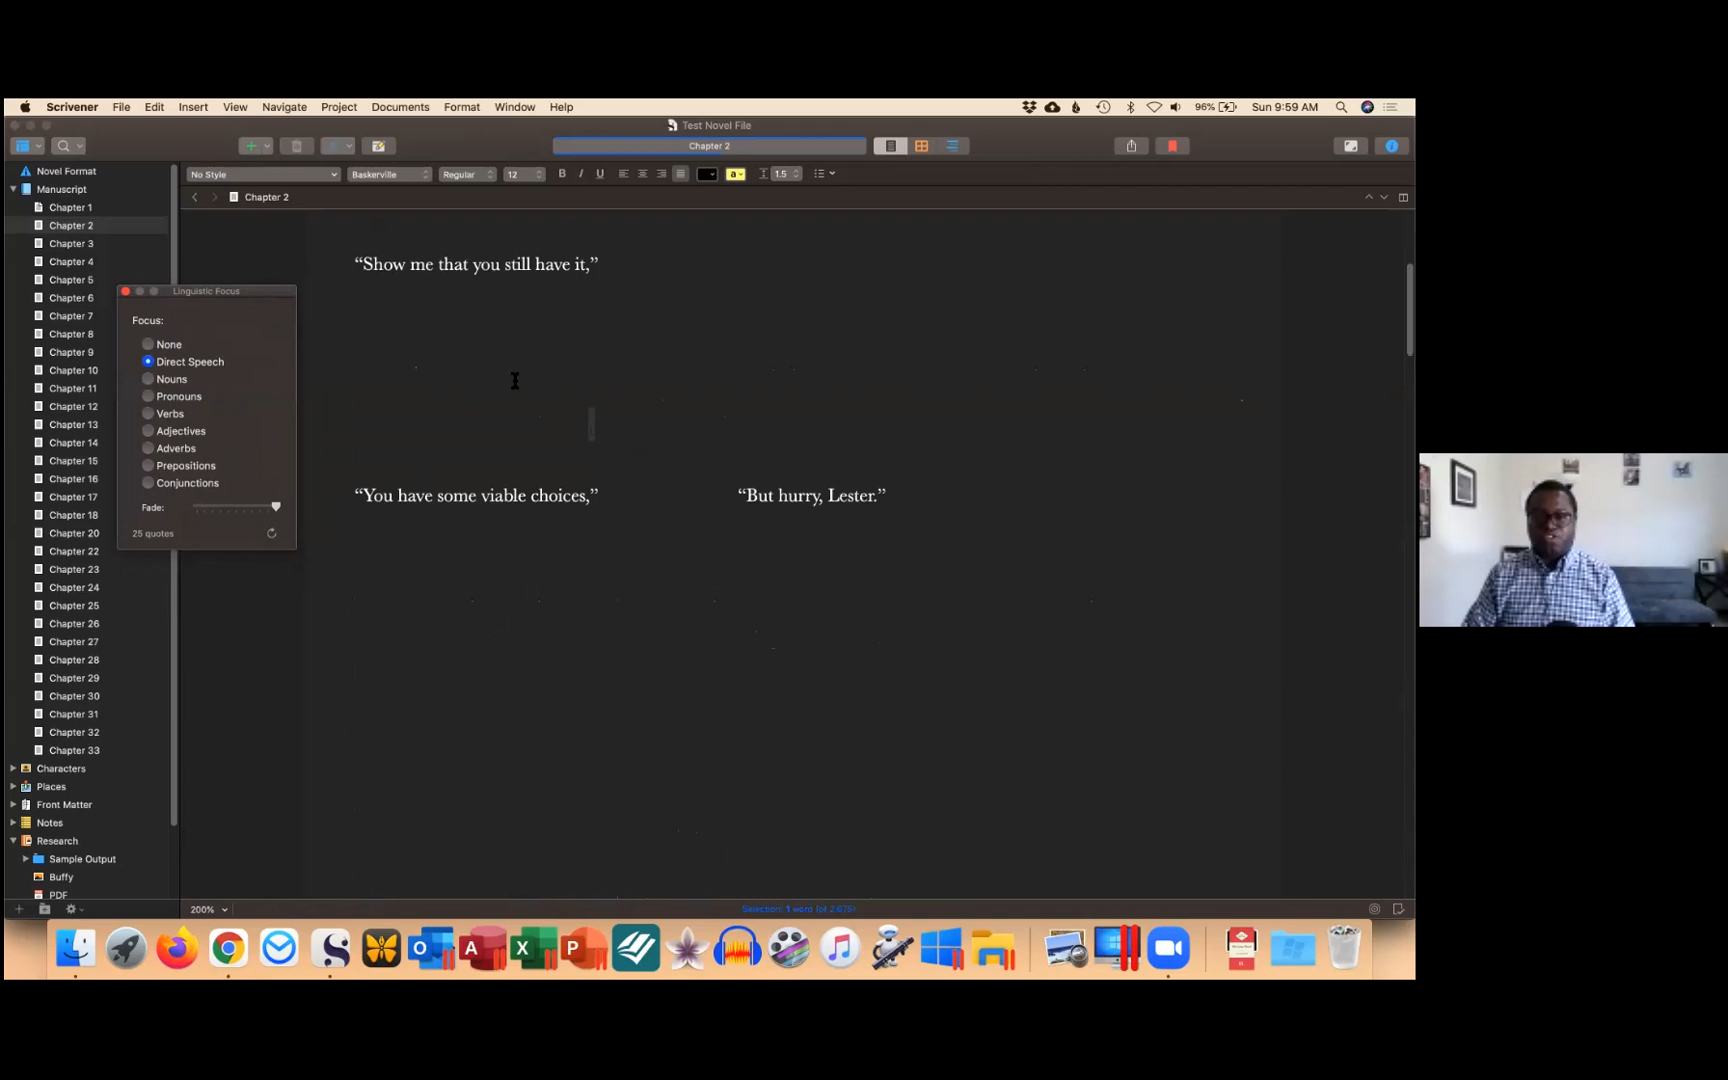 Scrivener File Edit Insert View Navigate Project Documents Format Window Help 96% Sun 9:59 AM
Test Novel File
Chapter 2
No Style Baskerville Regular 12 B I U a 1.5
Chapter 2
Novel Format
Manuscript
Chapter 1
Chapter 2
Chapter 3
Chapter 4
Chapter 5
Chapter 6
Chapter 7
Chapter 8
Chapter 9
Chapter 10
Chapter 11
Chapter 12
Chapter 13
Chapter 14
Chapter 15
Chapter 16
Chapter 17
Chapter 18
Chapter 20
Chapter 22
Chapter 23
Chapter 24
Chapter 25
Chapter 26
Chapter 27
Chapter 28
Chapter 29
Chapter 30
Chapter 31
Chapter 32
Chapter 33
Characters
Places
Front Matter
Notes
Research
Sample Output
Buffy
PDF
Linguistic Focus
Focus:
None
Direct Speech
Nouns
Pronouns
Verbs
Adjectives
Adverbs
Prepositions
Conjunctions
Fade:
25 quotes
“Show me that you still have it,”
“You have some viable choices,” “But hurry, Lester.”
200%
Selection: 1 word (of 2,675)